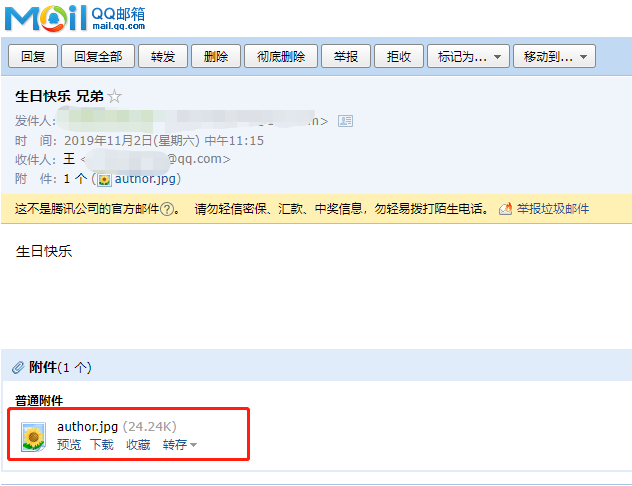 Mail QQ邮箱
mail.qq.com
回复 回复全部 转发 删除 彻底删除 举报 拒收 标记为... 移动到...
生日快乐 兄弟
发件人: m>
时 间: 2019年11月2日(星期六) 中午11:15
收件人: 王 < @qq.com>
附 件: 1 个 ( author.jpg)
这不是腾讯公司的官方邮件?。 请勿轻信密保、汇款、中奖信息，勿轻易拨打陌生电话。 举报垃圾邮件
生日快乐
附件(1 个)
普通附件
author.jpg (24.24K)
预览 下载 收藏 转存